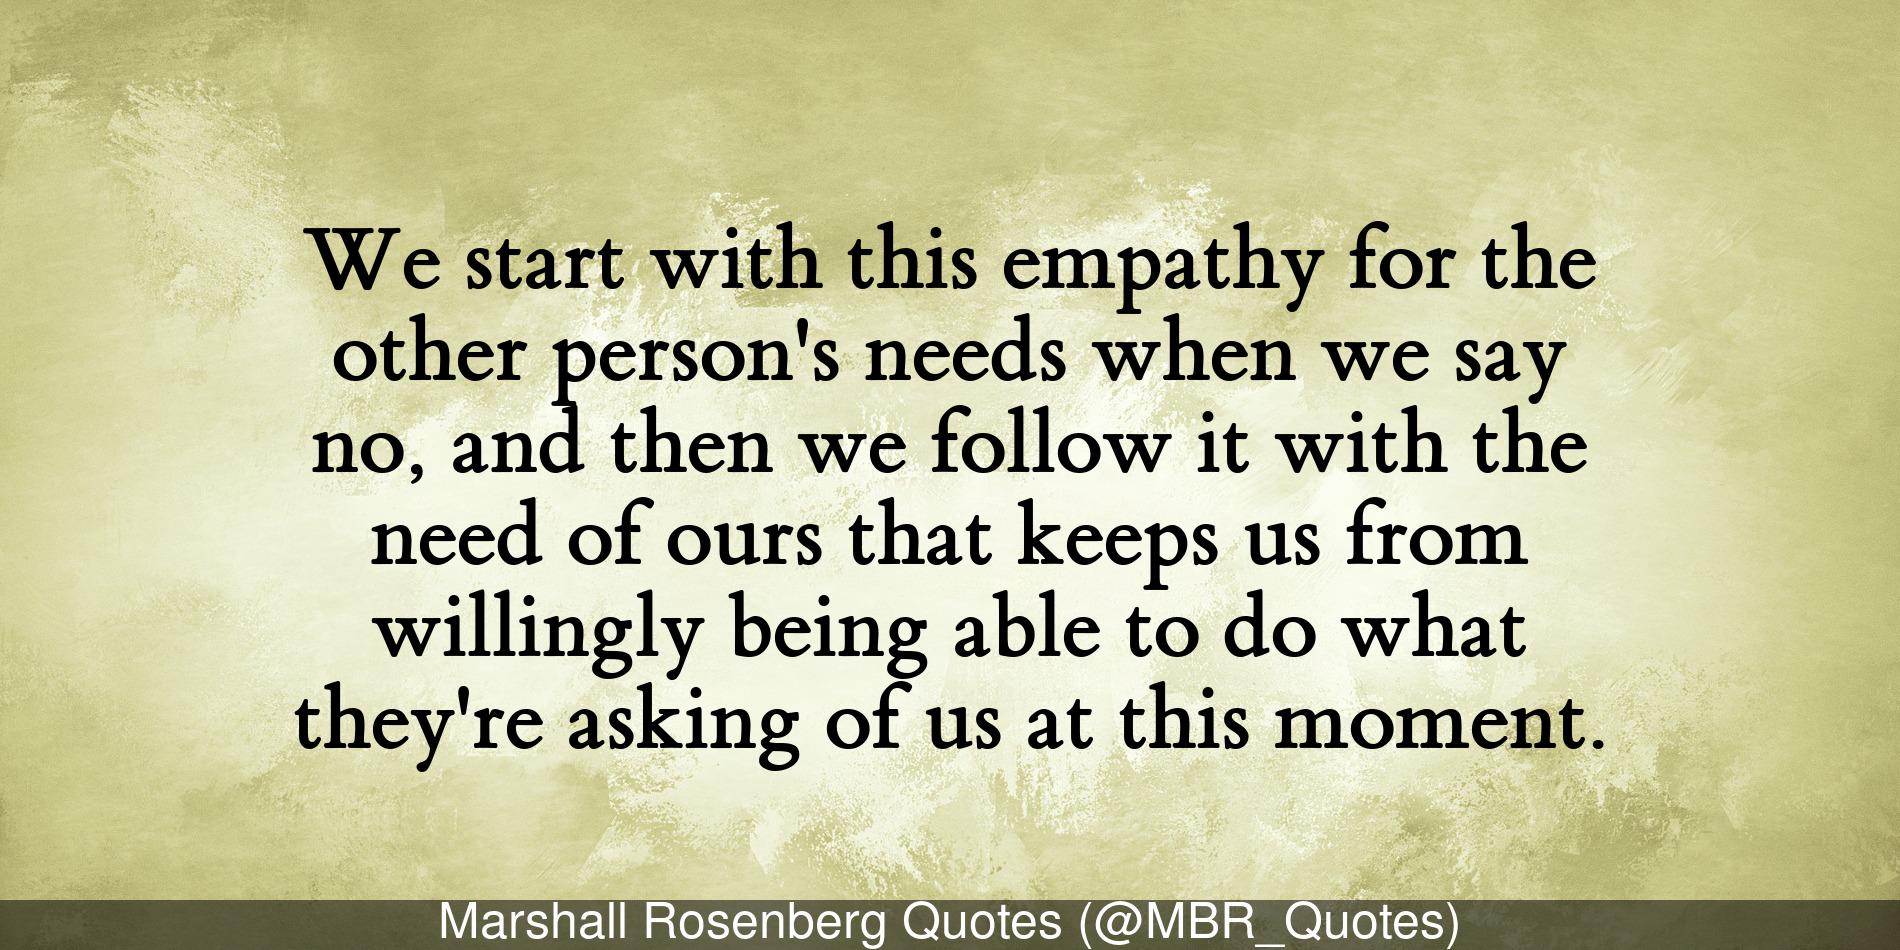 We start with this empathy for the
other person's needs when we say
no, and then we follow it with the
need of ours that keeps us from
willingly being able to do what
they're asking of us at this moment.
Marshall Rosenberg Quotes (@MBR_Quotes)